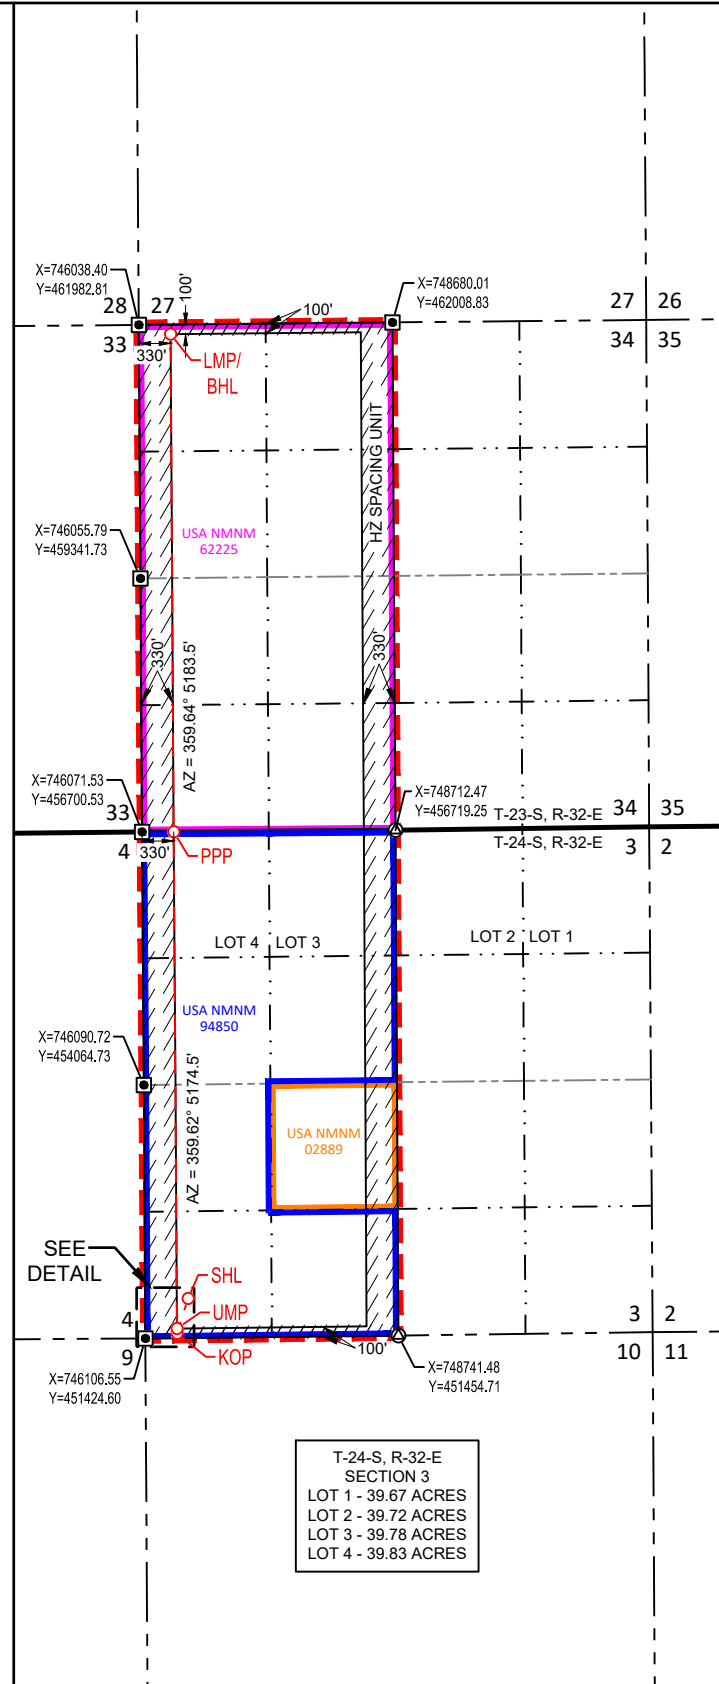 X=746038.40
Y=461982.81
100'
28 27
33
330'
100'
X=748680.01
Y=462008.83
27 26
34 35
LMP/
BHL
HZ SPACING UNIT
USA NMNM
62225
X=746055.79
Y=459341.73
330'
330'
AZ = 359.64° 5183.5'
X=746071.53
Y=456700.53
33
4
330'
PPP
X=748712.47
Y=456719.25
T-23-S, R-32-E
T-24-S, R-32-E
34 35
3 2
LOT 4
LOT 3
LOT 2
LOT 1
USA NMNM
94850
X=746090.72
Y=454064.73
AZ = 359.62° 5174.5'
USA NMNM
02889
SEE
DETAIL
SHL
UMP
KOP
4
9
100'
3 2
10 11
X=746106.55
Y=451424.60
X=748741.48
Y=451454.71
T-24-S, R-32-E
SECTION 3
LOT 1 - 39.67 ACRES
LOT 2 - 39.72 ACRES
LOT 3 - 39.78 ACRES
LOT 4 - 39.83 ACRES